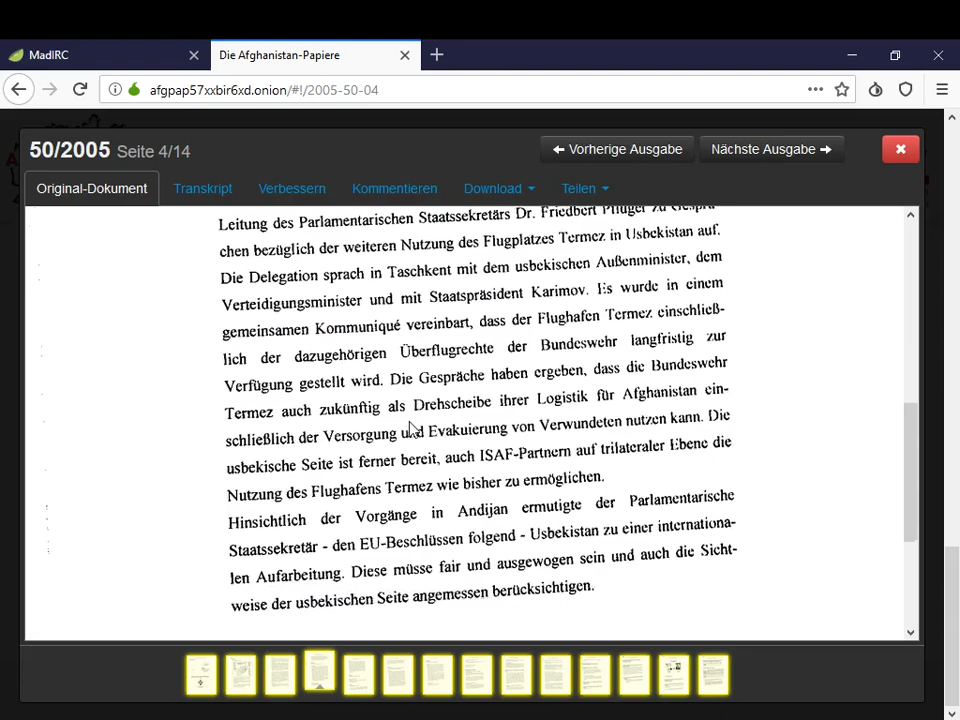 MadIRC
Die Afghanistan-Papiere
afgpap57xxbir6xd.onion/#!/2005-50-04
50/2005 Seite 4/14
Vorherige Ausgabe
Nächste Ausgabe
Original-Dokument
Transkript
Verbessern
Kommentieren
Download
Teilen
Leitung des Parlamentarischen Staatssekretärs Dr. Friedbert Pflüger zu Gesprä-
chen bezüglich der weiteren Nutzung des Flugplatzes Termez in Usbekistan auf.
Die Delegation sprach in Taschkent mit dem usbekischen Außenminister, dem
Verteidigungsminister und mit Staatspräsident Karimov. Es wurde in einem
gemeinsamen Kommuniqué vereinbart, dass der Flughafen Termez einschließ-
lich der dazugehörigen Überflugrechte der Bundeswehr langfristig zur
Verfügung gestellt wird. Die Gespräche haben ergeben, dass die Bundeswehr
Termez auch zukünftig als Drehscheibe ihrer Logistik für Afghanistan ein-
schließlich der Versorgung und Evakuierung von Verwundeten nutzen kann. Die
usbekische Seite ist ferner bereit, auch ISAF-Partnern auf trilateraler Ebene die
Nutzung des Flughafens Termez wie bisher zu ermöglichen.
Hinsichtlich der Vorgänge in Andijan ermutigte der Parlamentarische
Staatssekretär - den EU-Beschlüssen folgend - Usbekistan zu einer internationa-
len Aufarbeitung. Diese müsse fair und ausgewogen sein und auch die Sicht-
weise der usbekischen Seite angemessen berücksichtigen.